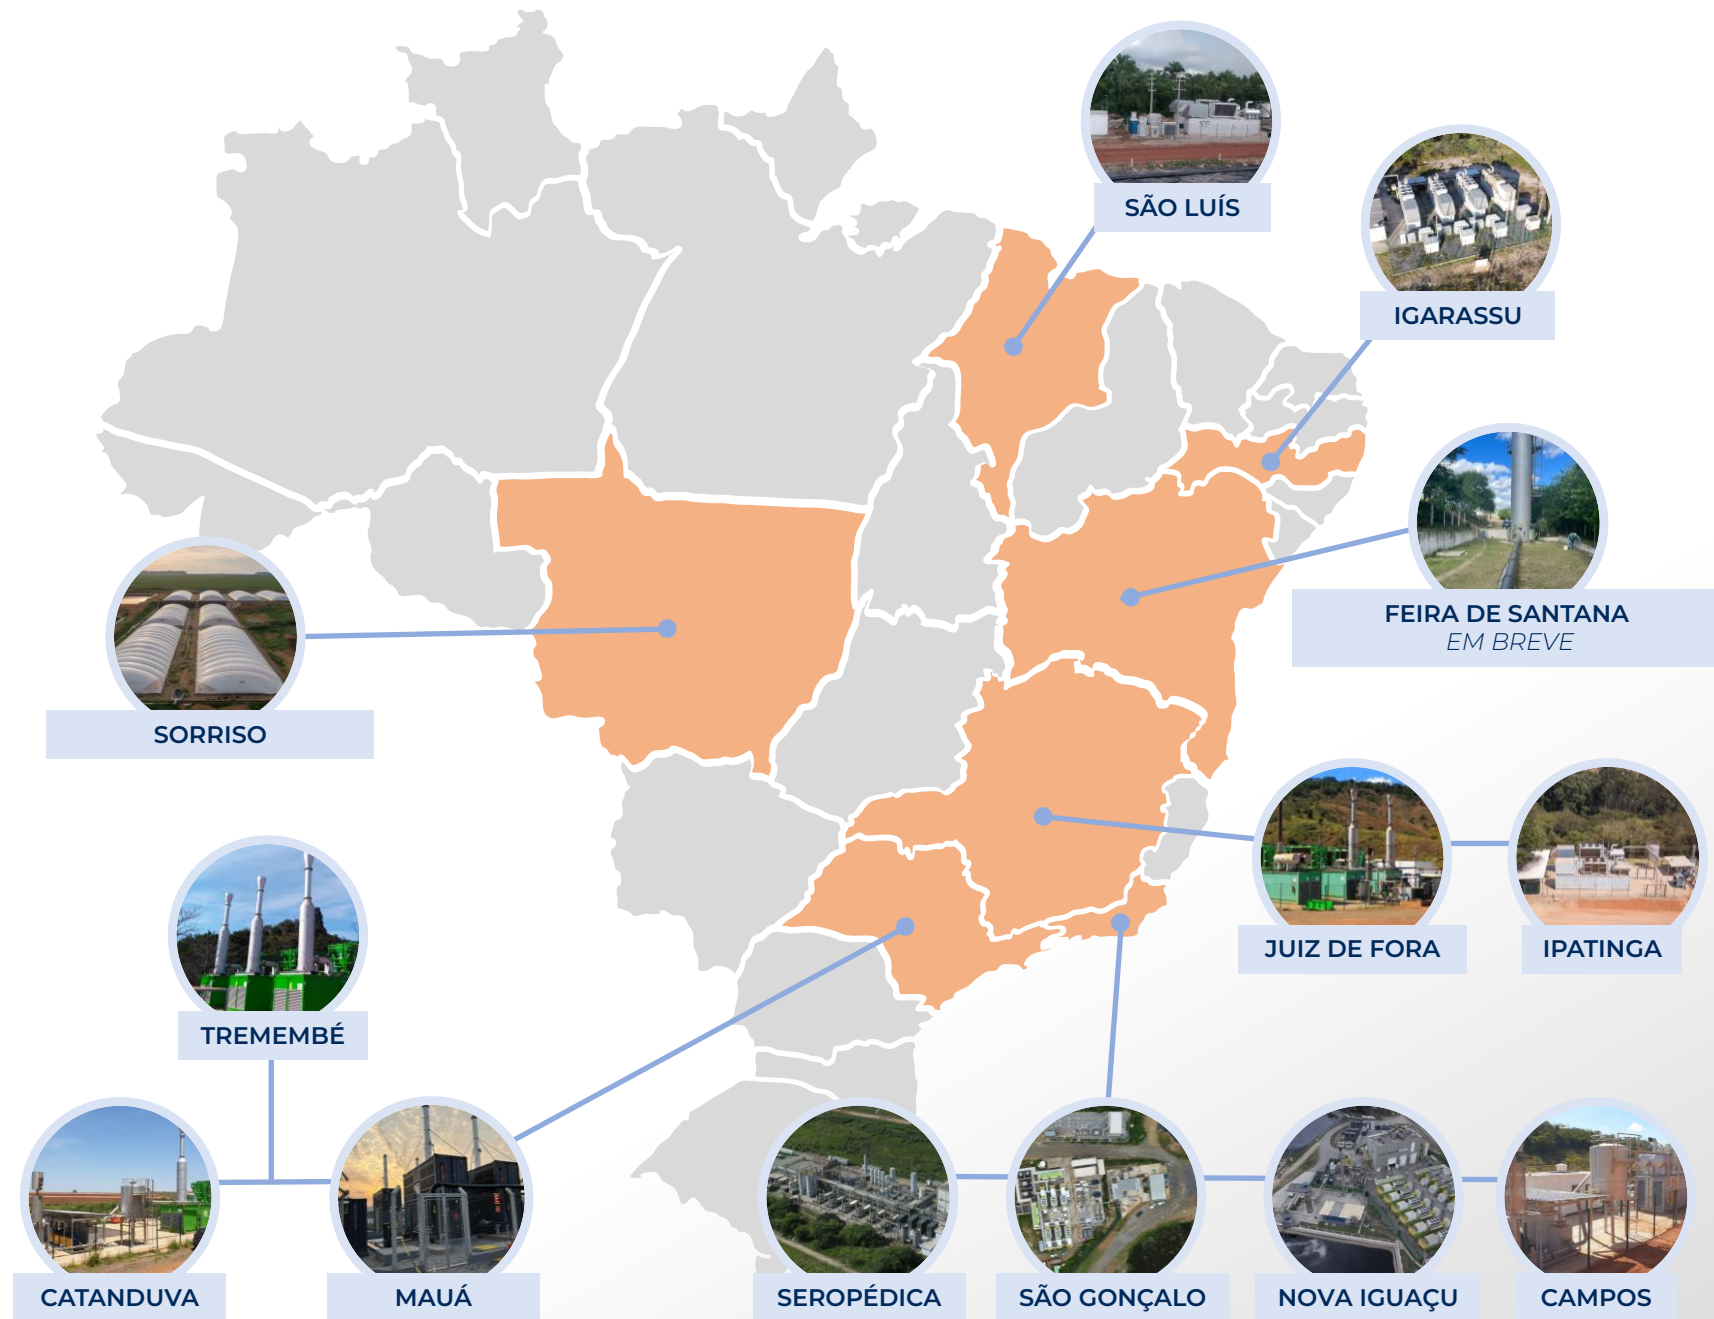 SÃO LUÍS
IGARASSU
FEIRA DE SANTANA
EM BREVE
SORRISO
JUIZ DE FORA
IPATINGA
TREMEMBÉ
CATANDUVA
MAUÁ
SEROPÉDICA
SÃO GONÇALO
NOVA IGUAÇU
CAMPOS